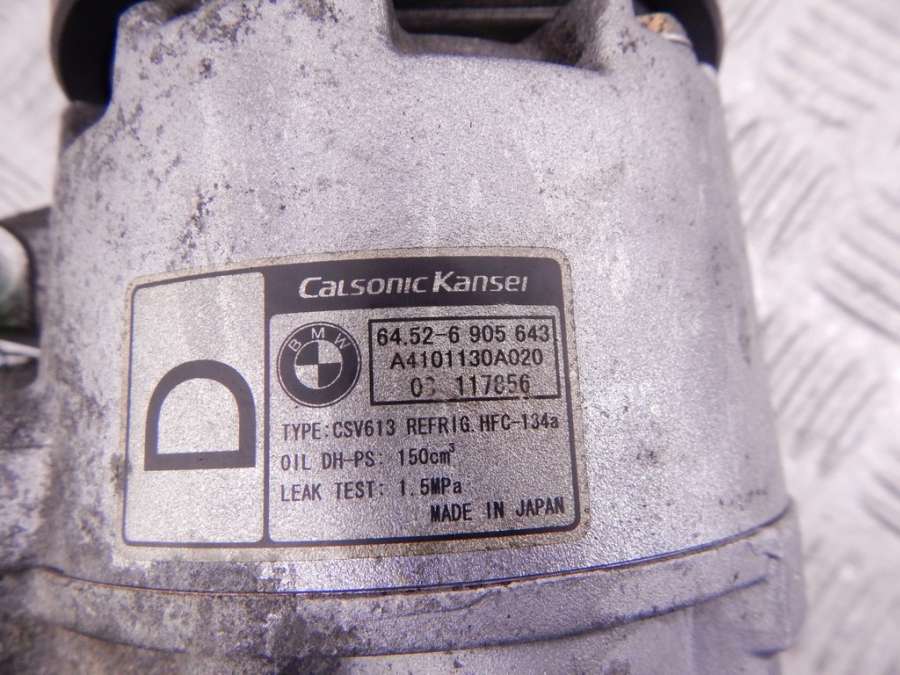 D
Calsonic Kansei
BMW
64.52-6 905 643
A4101130A020
117856
TYPE:CSV613 REFRIG.HFC-134a
OIL DH-PS: 150cm³
LEAK TEST: 1.5MPa
MADE IN JAPAN